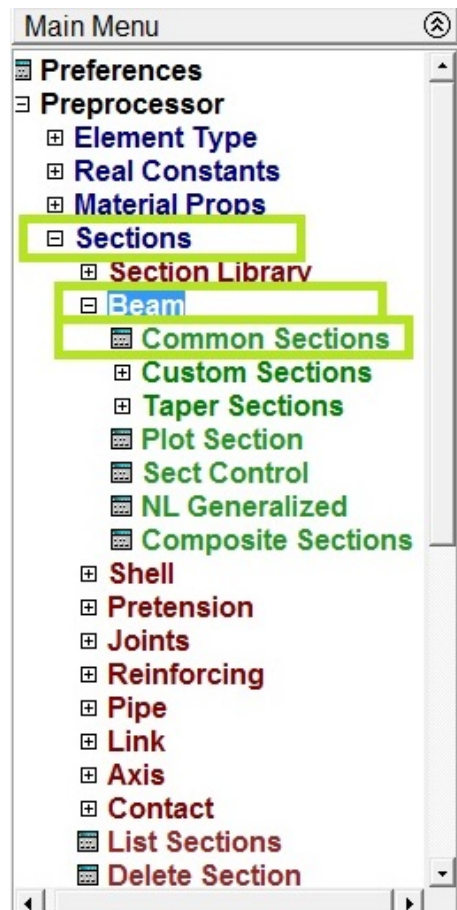 Main Menu
Preferences
Preprocessor
Element Type
Real Constants
Material Props
Sections
Section Library
Beam
Common Sections
Custom Sections
Taper Sections
Plot Section
Sect Control
NL Generalized
Composite Sections
Shell
Pretension
Joints
Reinforcing
Pipe
Link
Axis
Contact
List Sections
Delete Section